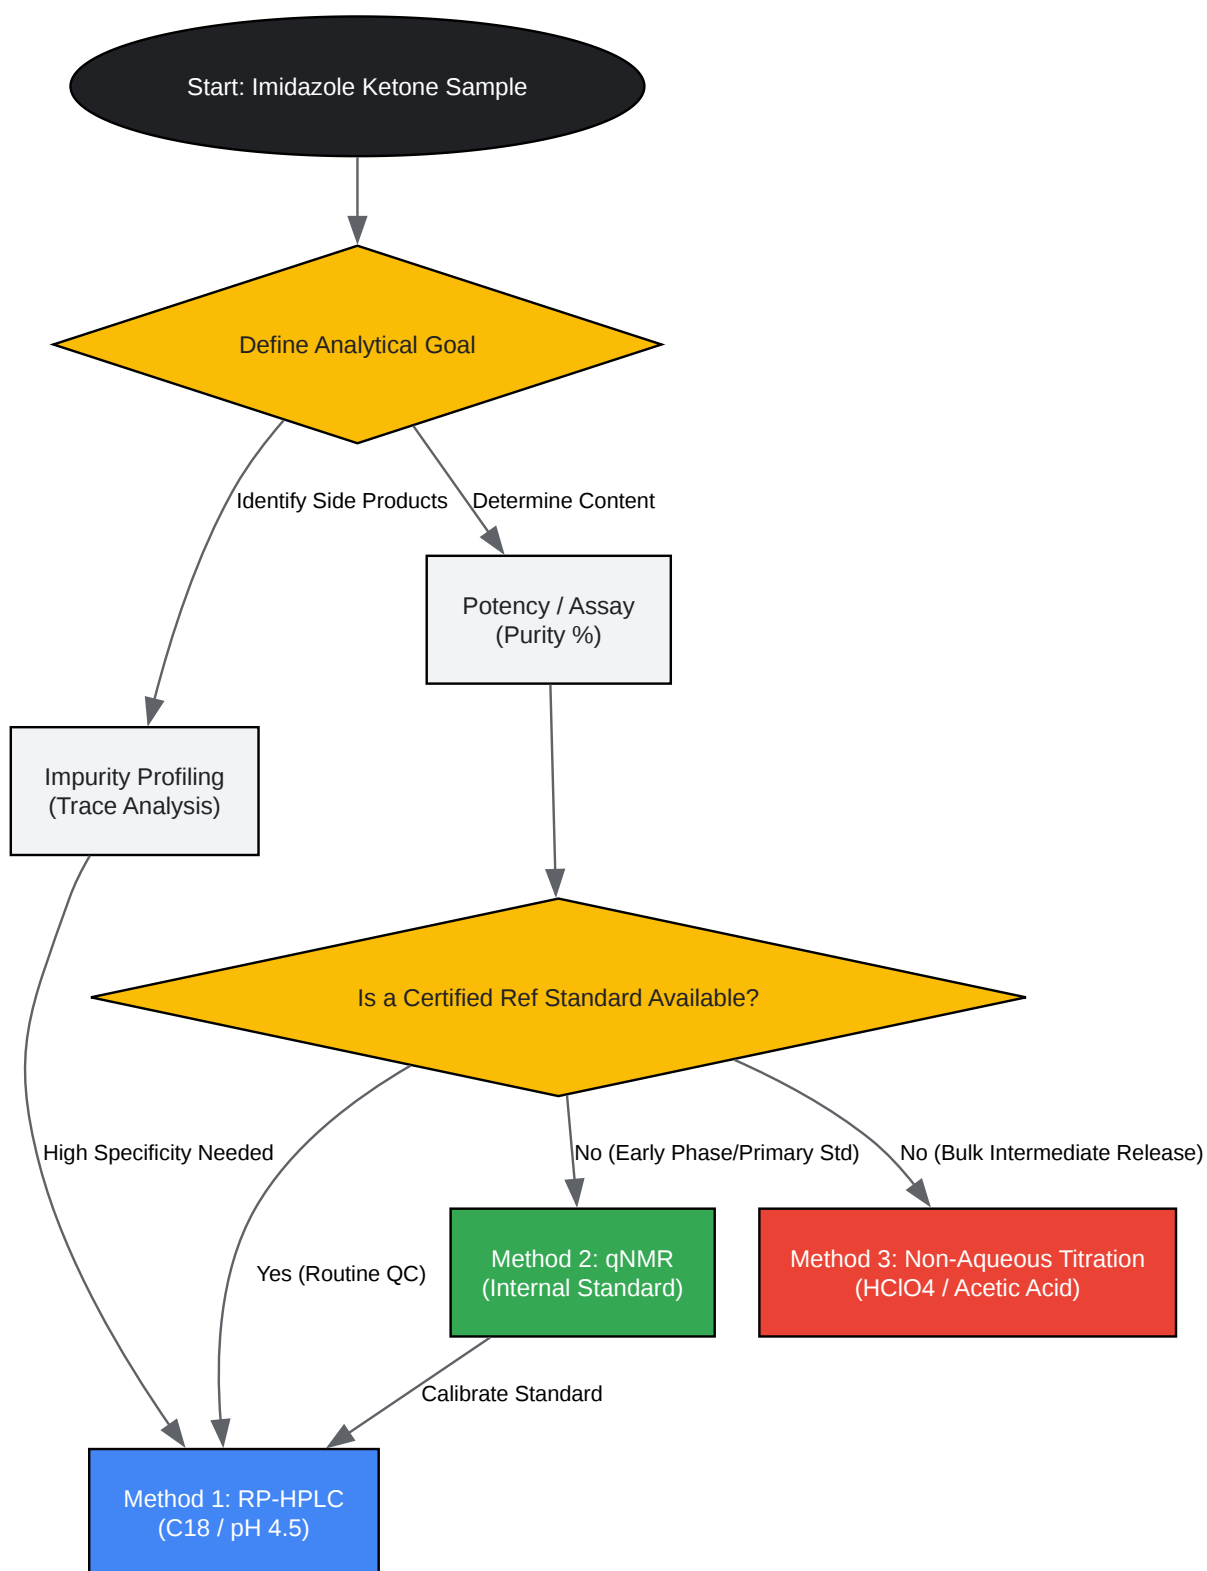 Start: Imidazole Ketone Sample
Define Analytical Goal
Identify Side Products
Determine Content
Potency / Assay
(Purity %)
Impurity Profiling
(Trace Analysis)
Is a Certified Ref Standard Available?
High Specificity Needed
No (Early Phase/Primary Std)
No (Bulk Intermediate Release)
Yes (Routine QC)
Method 2: qNMR
(Internal Standard)
Method 3: Non-Aqueous Titration
(HClO4 / Acetic Acid)
Calibrate Standard
Method 1: RP-HPLC
(C18 / pH 4.5)